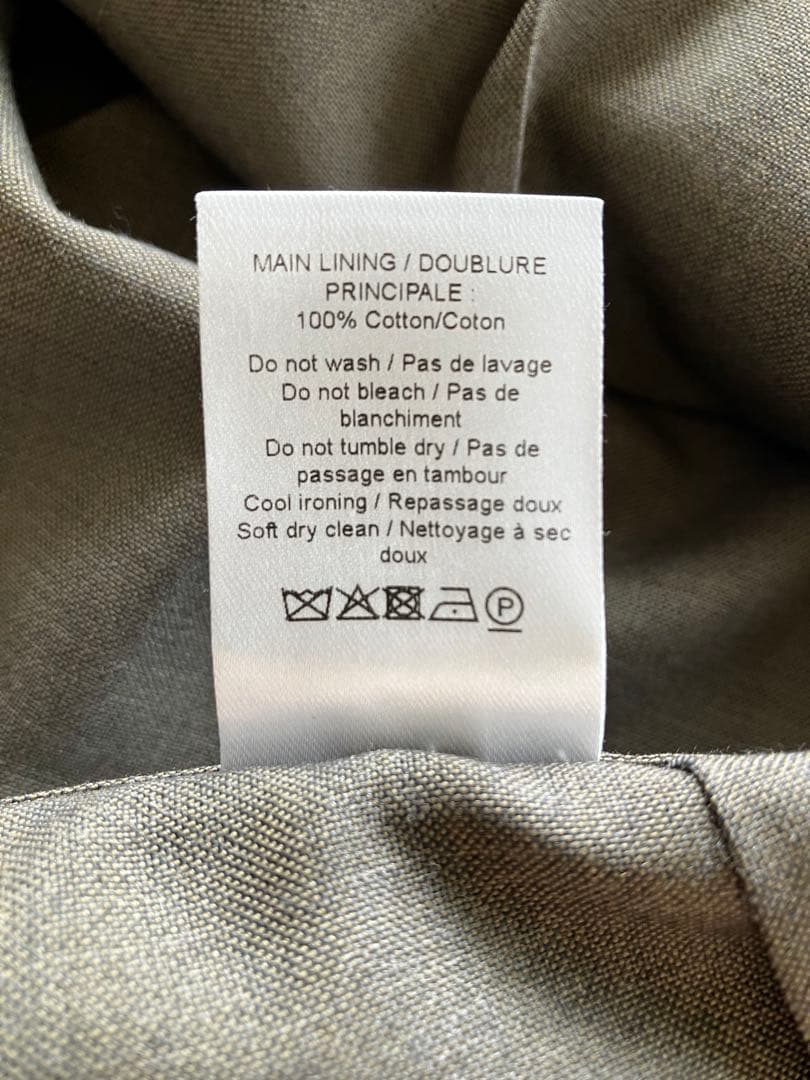 MAIN LINING / DOUBLURE
PRINCIPALE :
100% Cotton/Coton
Do not wash / Pas de lavage
Do not bleach / Pas de
blanchiment
Do not tumble dry / Pas de
passage en tambour
Cool ironing / Repassage doux
Soft dry clean / Nettoyage à sec
doux
P